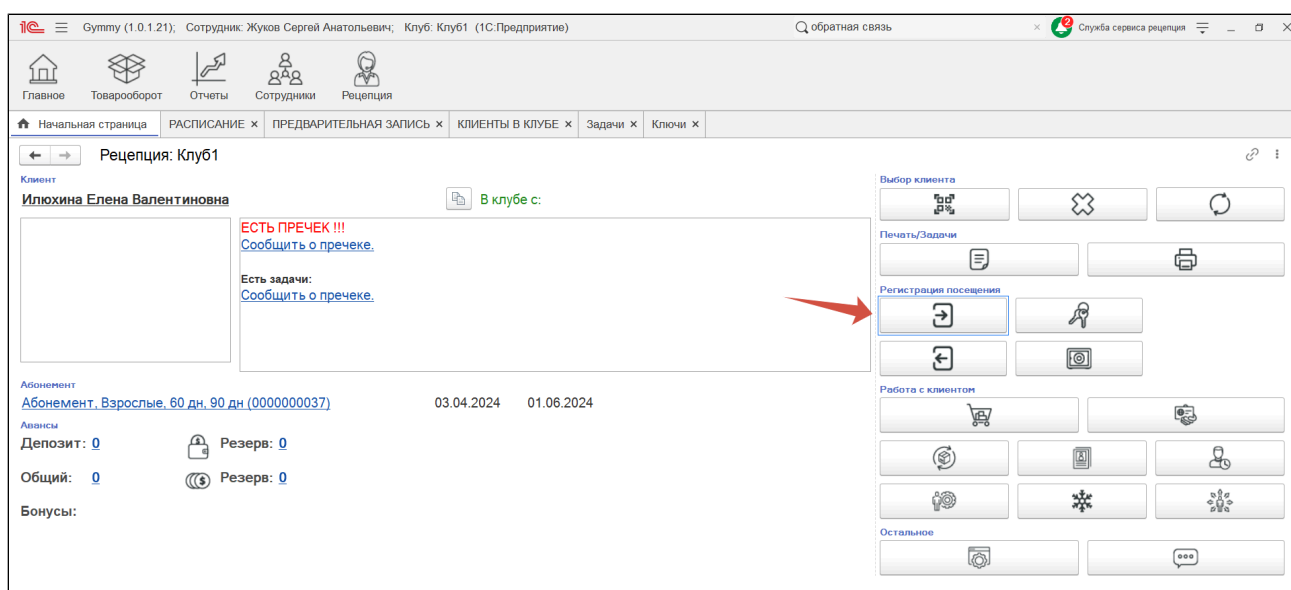 1С Gymmy (1.0.1.21); Сотрудник: Жуков Сергей Анатольевич; Клуб: Клуб1 (1С:Предприятие) обратная связь × 2 Служба сервиса рецепция
Главное Товарооборот Отчеты Сотрудники Рецепция
Начальная страница РАСПИСАНИЕ × ПРЕДВАРИТЕЛЬНАЯ ЗАПИСЬ × КЛИЕНТЫ В КЛУБЕ × Задачи × Ключи ×
Рецепция: Клуб1
Клиент
Илюхина Елена Валентиновна В клубе с:
ЕСТЬ ПРЕЧЕК !!!
Сообщить о пречеке.
Есть задачи:
Сообщить о пречеке.
Абонемент
Абонемент, Взрослые, 60 дн, 90 дн (0000000037) 03.04.2024 01.06.2024
Авансы
Депозит: 0 Резерв: 0
Общий: 0 Резерв: 0
Бонусы:
Выбор клиента
Печать/Задачи
Регистрация посещения
Работа с клиентом
Остальное